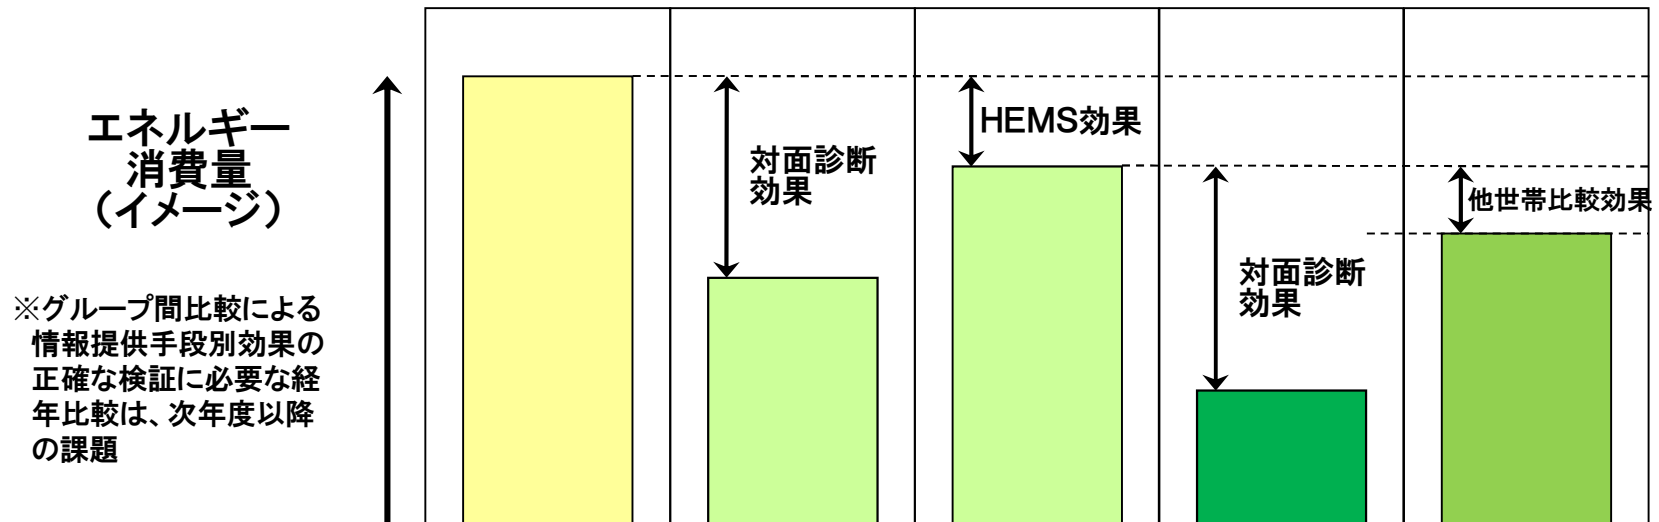 エネルギー
消費量
（イメージ）
※グループ間比較による
情報提供手段別効果の
正確な検証に必要な経
年比較は、次年度以降
の課題
対面診断
効果
HEMS効果
対面診断
効果
他世帯比較効果